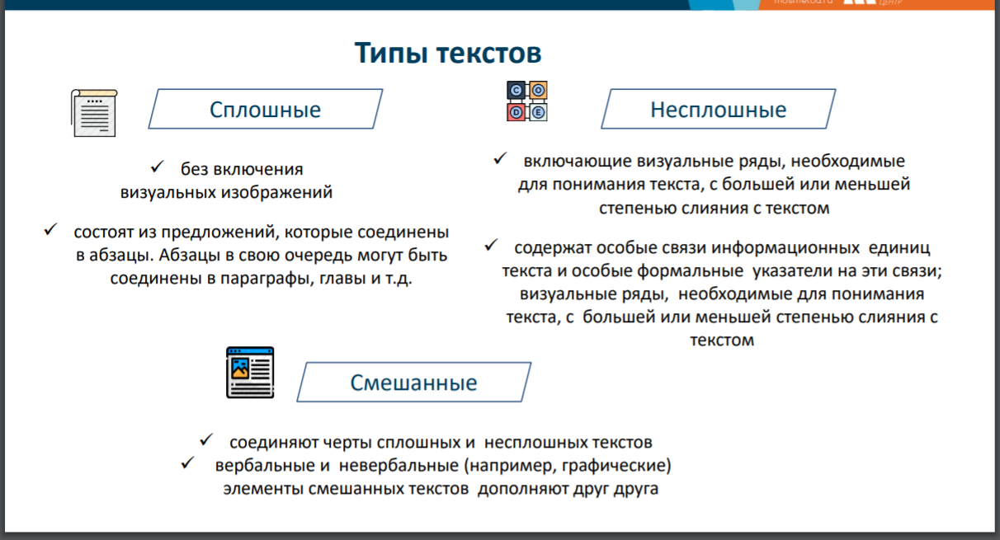 mosmetod.ru
ЦЕНТР
Типы текстов
Сплошные
✓ без включения
визуальных изображений
✓ состоят из предложений, которые соединены
в абзацы. Абзацы в свою очередь могут быть
соединены в параграфы, главы и т.д.
C O
D E
Несплошные
✓ включающие визуальные ряды, необходимые
для понимания текста, с большей или меньшей
степенью слияния с текстом
✓ содержат особые связи информационных единиц
текста и особые формальные указатели на эти связи;
визуальные ряды, необходимые для понимания
текста, с большей или меньшей степенью слияния с
текстом
Смешанные
✓ соединяют черты сплошных и несплошных текстов
✓ вербальные и невербальные (например, графические)
элементы смешанных текстов дополняют друг друга